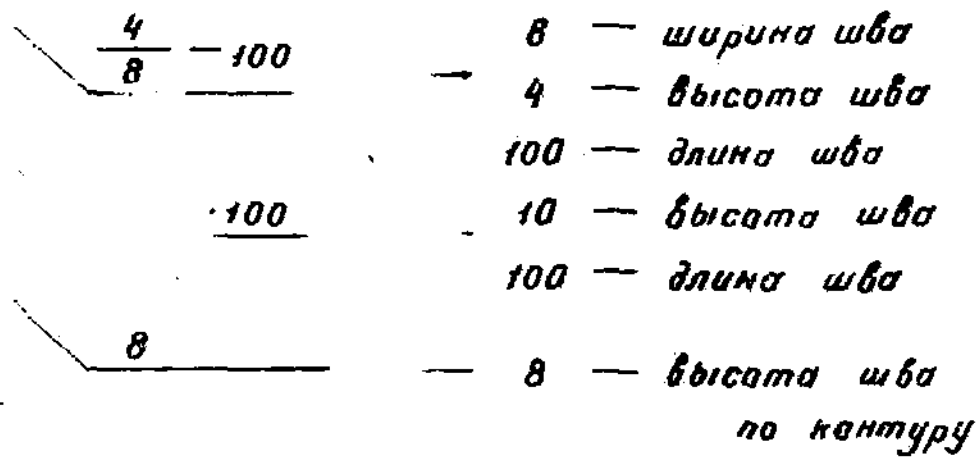 4/8 — 100 → 8 — ширина шва
4 — высота шва
100 — длина шва
100 - 10 — высота шва
100 — длина шва
8 — 8 — высота шва
по контуру